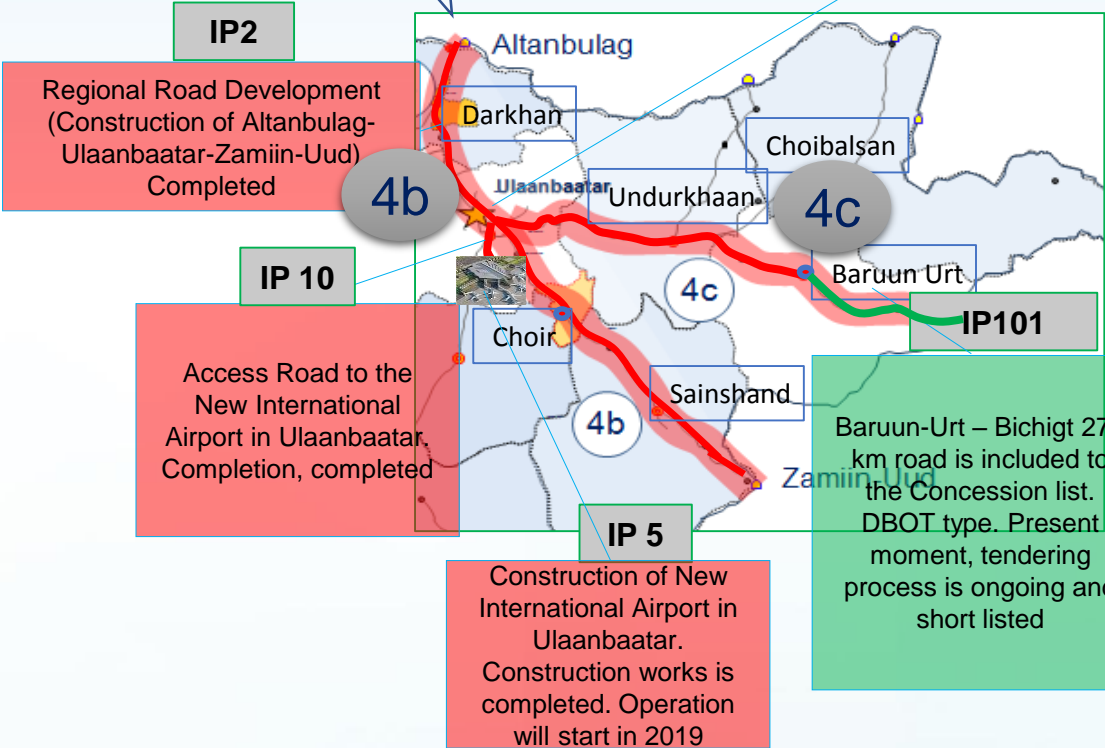 IP2
Regional Road Development
(Construction of Altanbulag-
Ulaanbaatar-Zamiin-Uud)
Completed
Altanbulag
Darkhan
Choibalsan
4b
Ulaanbaatar
Undurkhaan
4c
IP 10
Baruun Urt
4c
IP101
Choir
Access Road to the
New International
Airport in Ulaanbaatar.
Completion, completed
Sainshand
4b
Zamiin-Uud
Baruun-Urt – Bichigt 27
km road is included to
the Concession list.
DBOT type. Present
moment, tendering
process is ongoing and
short listed
IP 5
Construction of New
International Airport in
Ulaanbaatar.
Construction works is
completed. Operation
will start in 2019